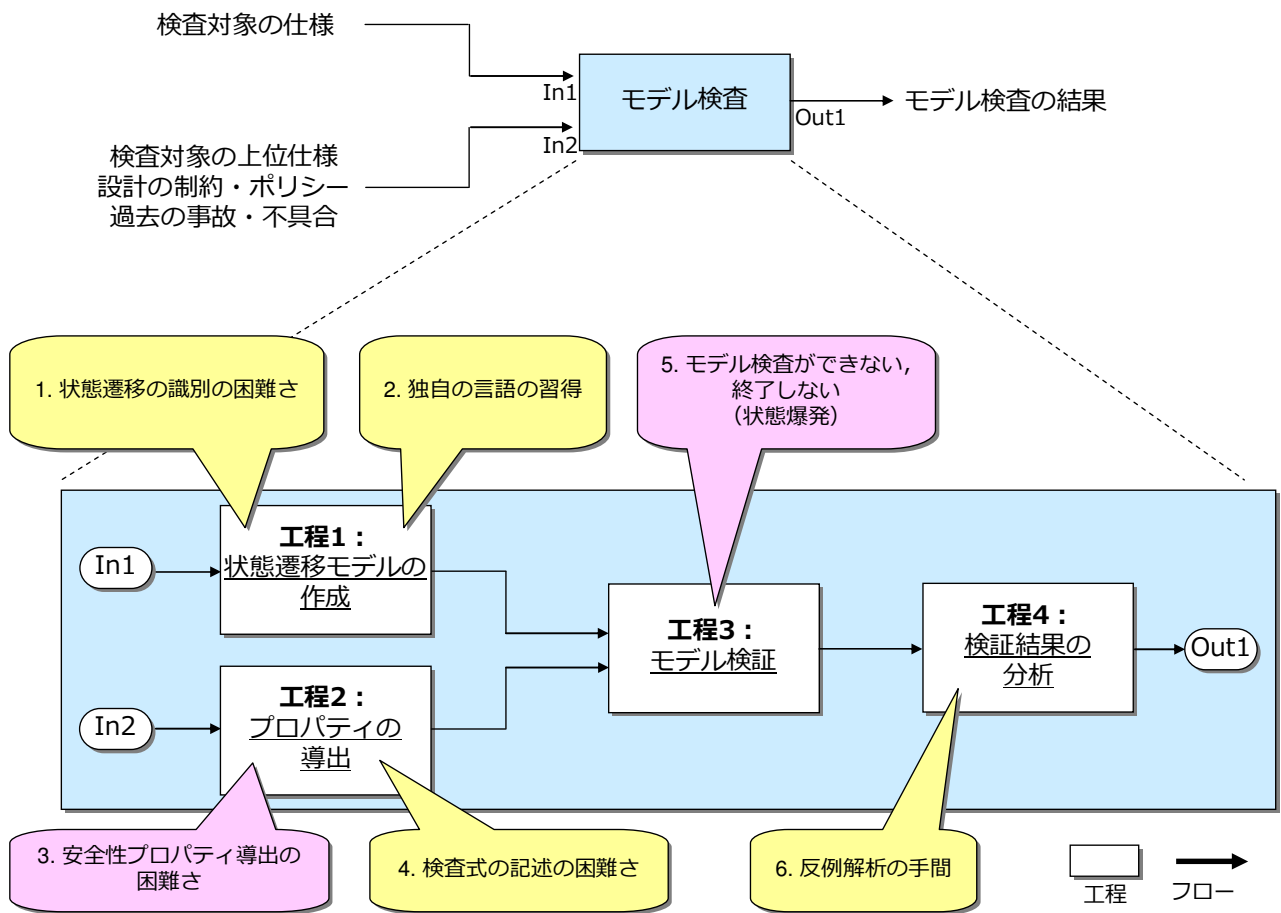 検査対象の仕様
In1
モデル検査
Out1
モデル検査の結果
In2
検査対象の上位仕様
設計の制約・ポリシー
過去の事故・不具合
1. 状態遷移の識別の困難さ
2. 独自の言語の習得
5. モデル検査ができない,
終了しない
(状態爆発)
In1
工程1：
状態遷移モデルの
作成
In2
工程2：
プロパティの
導出
工程3：
モデル検証
工程4：
検証結果の
分析
Out1
3. 安全性プロパティ導出の
困難さ
4. 検査式の記述の困難さ
6. 反例解析の手間
工程
フロー